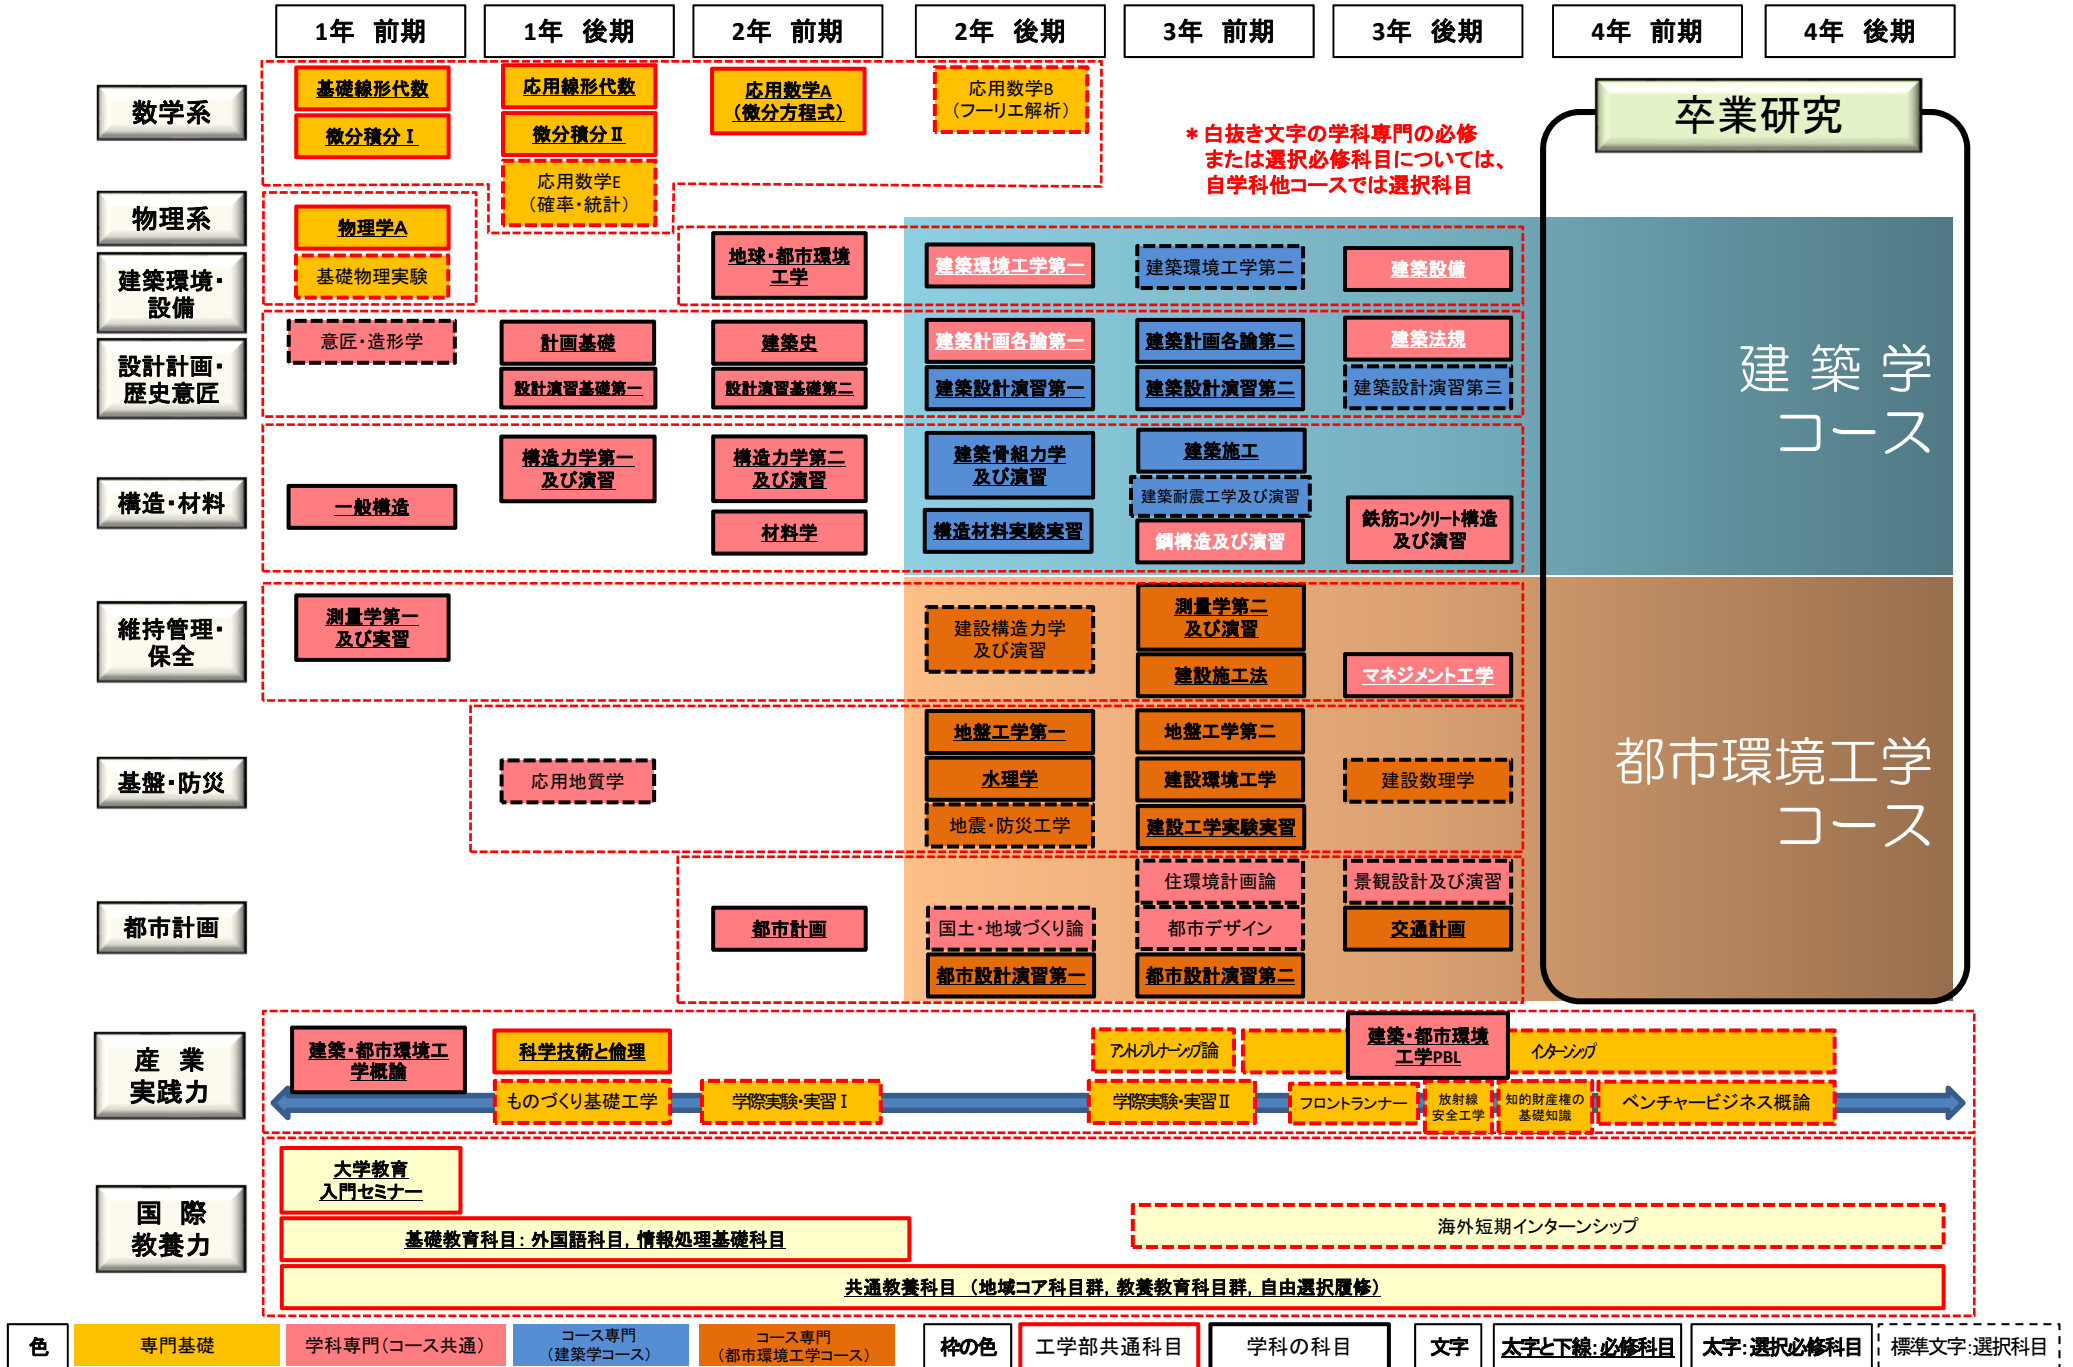 1年 前期
1年 後期
2年 前期
2年 後期
3年 前期
3年 後期
4年 前期
4年 後期
数学系
基礎線形代数
微分積分Ⅰ
応用線形代数
微分積分Ⅱ
応用数学E
（確率・統計）
応用数学A
（微分方程式）
応用数学B
（フーリエ解析）
＊白抜き文字の学科専門の必修
または選択必修科目については、
自学科他コースでは選択科目
卒業研究
物理系
物理学A
基礎物理実験
建築環境・
設備
地球・都市環境
工学
建築環境工学第一
建築環境工学第二
建築設備
設計計画・
歴史意匠
意匠・造形学
計画基礎
設計演習基礎第一
建築史
設計演習基礎第二
建築計画各論第一
建築設計演習第一
建築計画各論第二
建築設計演習第二
建築法規
建築設計演習第三
建築学
コース
構造・材料
一般構造
構造力学第一
及び演習
構造力学第二
及び演習
材料学
建築骨組力学
及び演習
構造材料実験実習
建築施工
建築耐震工学及び演習
鋼構造及び演習
鉄筋コンクリート構造
及び演習
維持管理・
保全
測量学第一
及び実習
建設構造力学
及び演習
測量学第二
及び演習
建設施工法
マネジメント工学
基盤・防災
応用地質学
地盤工学第一
水理学
地震・防災工学
地盤工学第二
建設環境工学
建設工学実験実習
建設数理学
都市環境工学
コース
都市計画
都市計画
国土・地域づくり論
都市設計演習第一
住環境計画論
都市デザイン
都市設計演習第二
景観設計及び演習
交通計画
産 業
実践力
建築・都市環境工
学概論
科学技術と倫理
ものづくり基礎工学
学際実験・実習Ⅰ
アントレプレナーシップ論
学際実験・実習Ⅱ
建築・都市環境
工学PBL
インターンシップ
フロントランナー
放射線
安全工学
知的財産権の
基礎知識
ベンチャービジネス概論
国 際
教養力
大学教育
入門セミナー
基礎教育科目：外国語科目，情報処理基礎科目
海外短期インターンシップ
共通教養科目 （地域コア科目群，教養教育科目群，自由選択履修）
色
専門基礎
学科専門（コース共通）
コース専門
（建築学コース）
コース専門
（都市環境工学コース）
枠の色
工学部共通科目
学科の科目
文字
太字と下線：必修科目
太字：選択必修科目
標準文字：選択科目